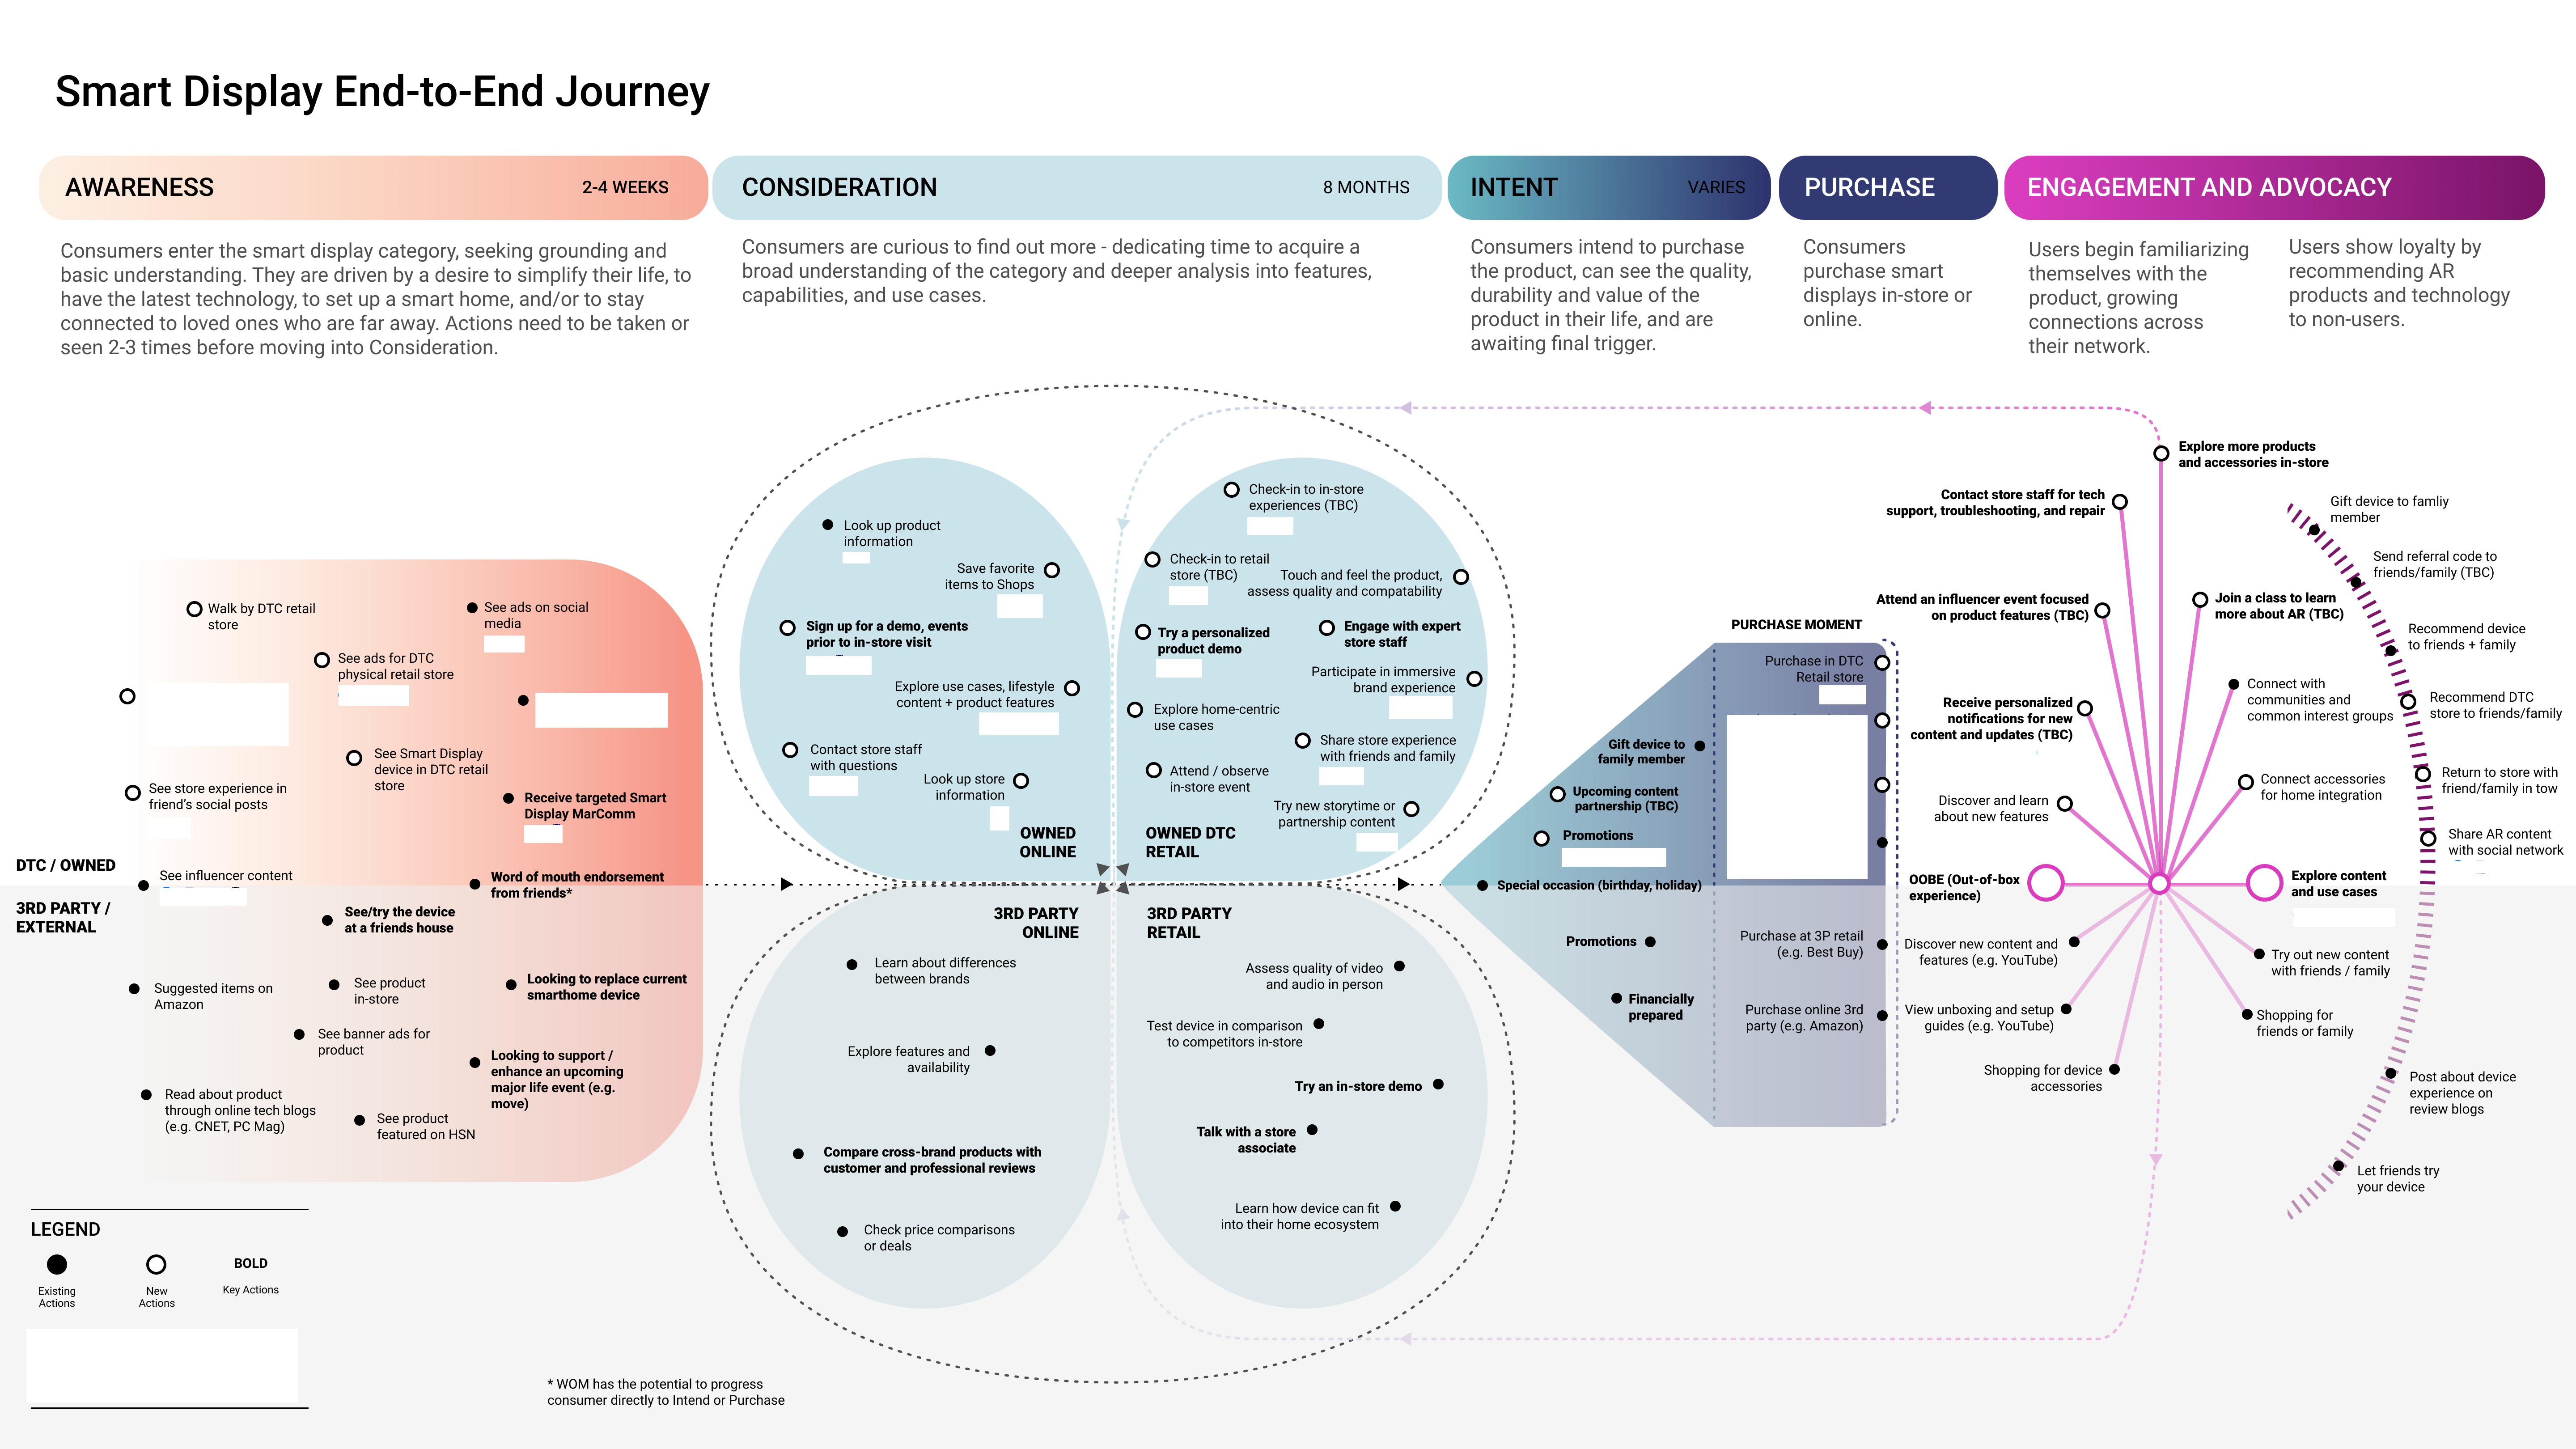 Smart Display End-to-End Journey
AWARENESS
2-4 WEEKS
Consumers enter the smart display category, seeking grounding and
basic understanding. They are driven by a desire to simplify their life, to
have the latest technology, to set up a smart home, and/or to stay
connected to loved ones who are far away. Actions need to be taken or
seen 2-3 times before moving into Consideration.
CONSIDERATION
8 MONTHS
Consumers are curious to find out more - dedicating time to acquire a
broad understanding of the category and deeper analysis into features,
capabilities, and use cases.
INTENT
VARIES
Consumers intend to purchase
the product, can see the quality,
durability and value of the
product in their life, and are
awaiting final trigger.
PURCHASE
Consumers
purchase smart
displays in-store or
online.
ENGAGEMENT AND ADVOCACY
Users begin familiarizing
themselves with the
product, growing
connections across
their network.
Users show loyalty by
recommending AR
products and technology
to non-users.
Walk by DTC retail
store
See ads on social
media
See ads for DTC
physical retail store
See Smart Display
device in DTC retail
store
See store experience in
friend's social posts
Receive targeted Smart
Display MarComm
DTC / OWNED
See influencer content
Word of mouth endorsement
from friends*
3RD PARTY /
EXTERNAL
See/try the device
at a friends house
Suggested items on
Amazon
See product
in-store
Looking to replace current
smarthome device
See banner ads for
product
Looking to support /
enhance an upcoming
major life event (e.g.
move)
Read about product
through online tech blogs
(e.g. CNET, PC Mag)
See product
featured on HSN
Look up product
information
Save favorite
items to Shops
Sign up for a demo, events
prior to in-store visit
Explore use cases, lifestyle
content + product features
Contact store staff
with questions
Look up store
information
OWNED
ONLINE
Check-in to in-store
experiences (TBC)
Check-in to retail
store (TBC)
Touch and feel the product,
assess quality and compatability
Try a personalized
product demo
Engage with expert
store staff
Participate in immersive
brand experience
Explore home-centric
use cases
Share store experience
with friends and family
Attend / observe
in-store event
Try new storytime or
partnership content
OWNED DTC
RETAIL
3RD PARTY
ONLINE
Learn about differences
between brands
Explore features and
availability
Compare cross-brand products with
customer and professional reviews
Check price comparisons
or deals
3RD PARTY
RETAIL
Assess quality of video
and audio in person
Test device in comparison
to competitors in-store
Try an in-store demo
Talk with a store
associate
Learn how device can fit
into their home ecosystem
Gift device to
family member
Upcoming content
partnership (TBC)
Promotions
Special occasion (birthday, holiday)
Promotions
Financially
prepared
PURCHASE MOMENT
Purchase in DTC
Retail store
Purchase at 3P retail
(e.g. Best Buy)
Purchase online 3rd
party (e.g. Amazon)
Explore more products
and accessories in-store
Contact store staff for tech
support, troubleshooting, and repair
Attend an influencer event focused
on product features (TBC)
Join a class to learn
more about AR (TBC)
Receive personalized
notifications for new
content and updates (TBC)
Connect with
communities and
common interest groups
Discover and learn
about new features
Connect accessories
for home integration
OOBE (Out-of-box
experience)
Explore content
and use cases
Discover new content and
features (e.g. YouTube)
Try out new content
with friends / family
View unboxing and setup
guides (e.g. YouTube)
Shopping for
friends or family
Shopping for device
accessories
Gift device to famliy
member
Send referral code to
friends/family (TBC)
Recommend device
to friends + family
Recommend DTC
store to friends/family
Return to store with
friend/family in tow
Share AR content
with social network
Post about device
experience on
review blogs
Let friends try
your device
LEGEND
BOLD
Existing
Actions
New
Actions
Key Actions
* WOM has the potential to progress
consumer directly to Intend or Purchase